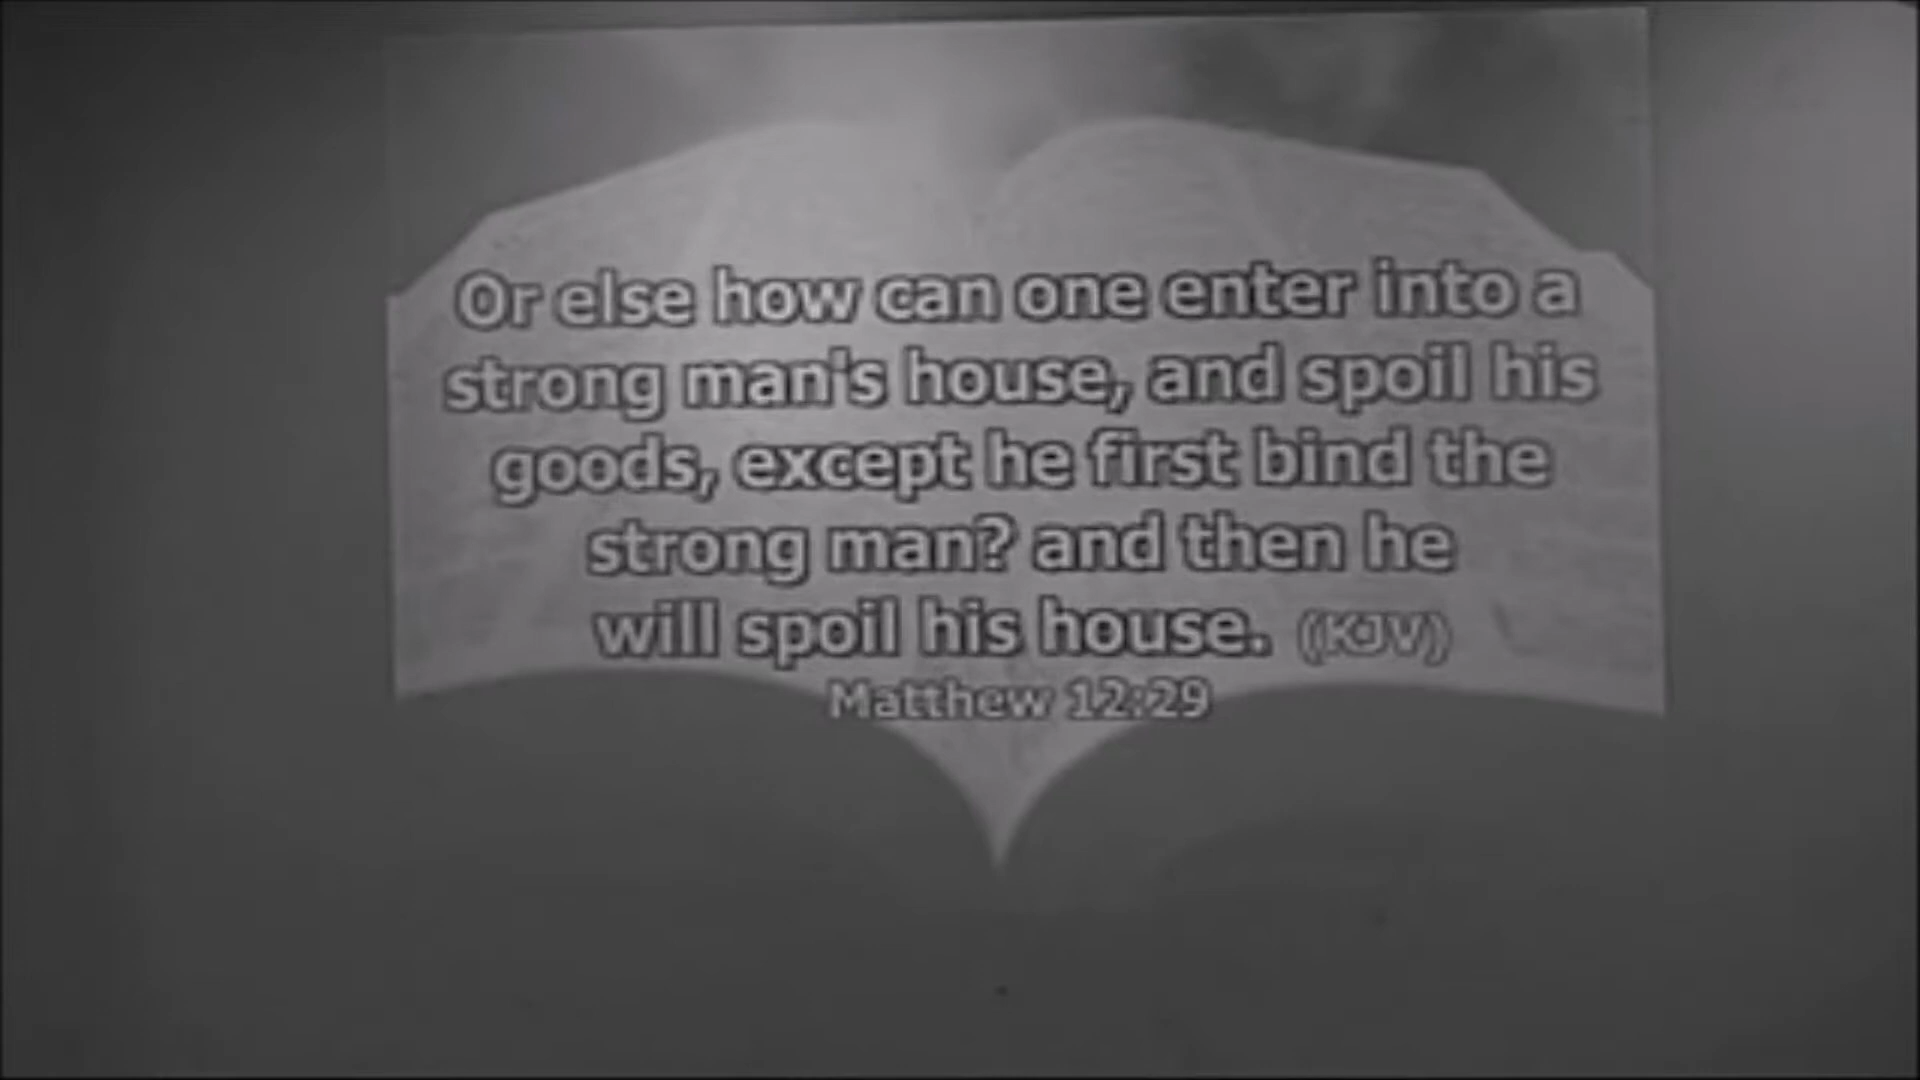 Or else how can one enter into a
strong man's house, and spoil his
goods, except he first bind the
strong man? and then he
will spoil his house. (KJV)
Matthew 12:29